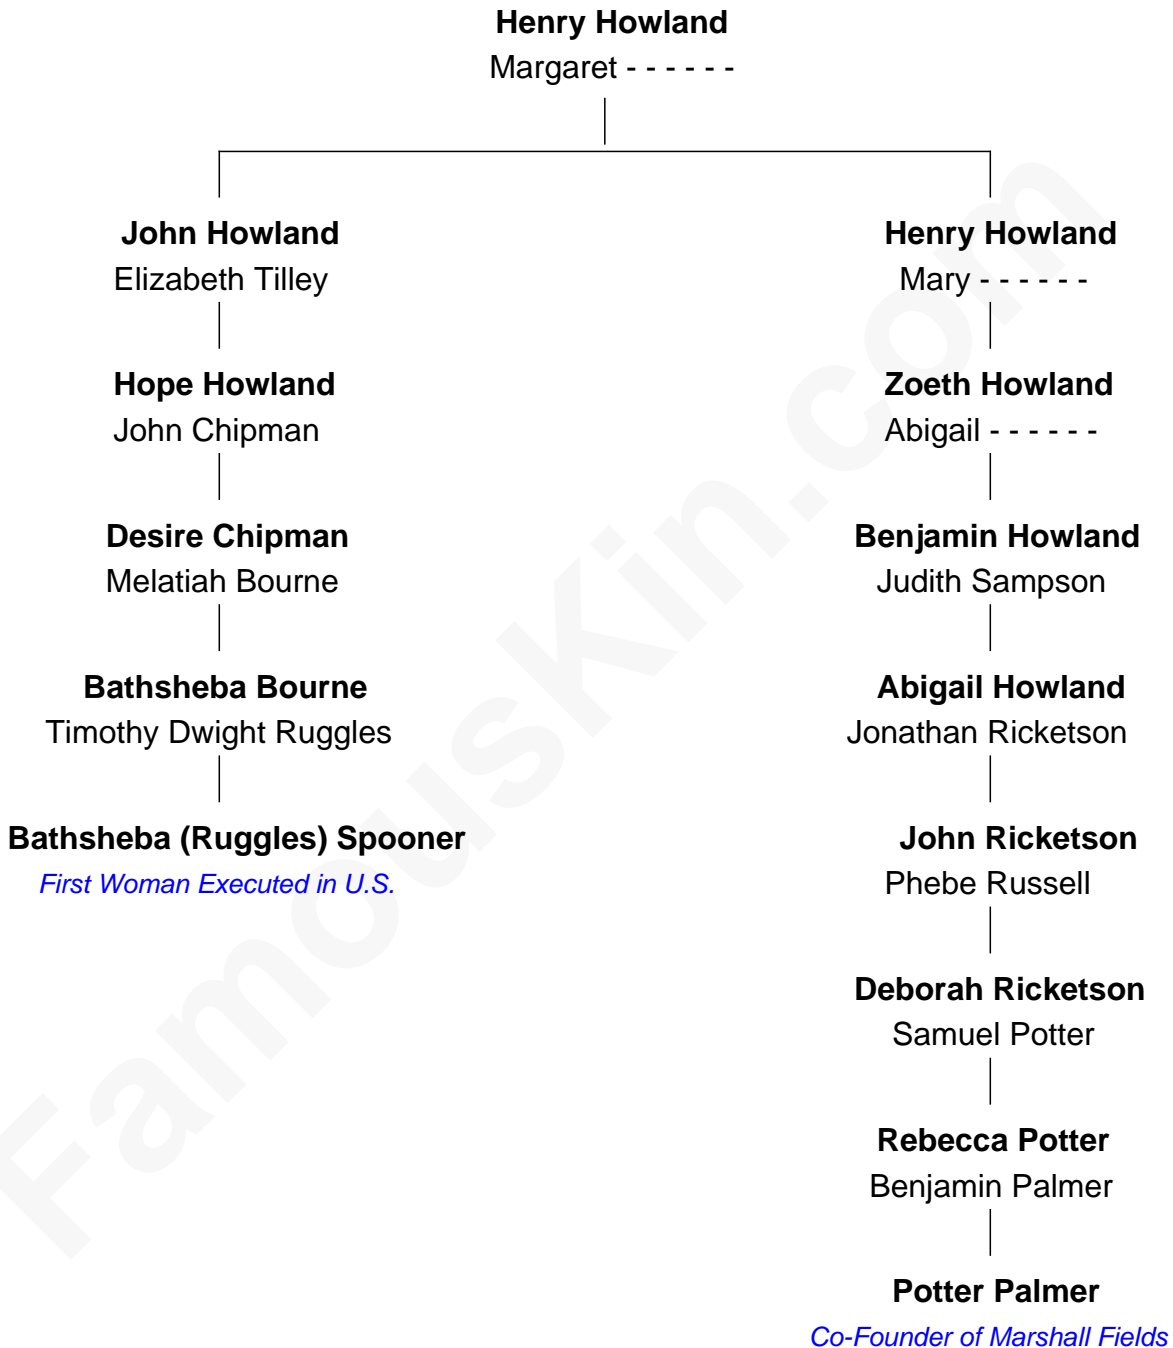 Henry Howland
Margaret - - - - - -
John Howland
Elizabeth Tilley
Hope Howland
John Chipman
Desire Chipman
Melatiah Bourne
Bathsheba Bourne
Timothy Dwight Ruggles
Bathsheba (Ruggles) Spooner
First Woman Executed in U.S.
Henry Howland
Mary - - - - - -
Zoeth Howland
Abigail - - - - - -
Benjamin Howland
Judith Sampson
Abigail Howland
Jonathan Ricketson
John Ricketson
Phebe Russell
Deborah Ricketson
Samuel Potter
Rebecca Potter
Benjamin Palmer
Potter Palmer
Co-Founder of Marshall Fields
FamousKin.com